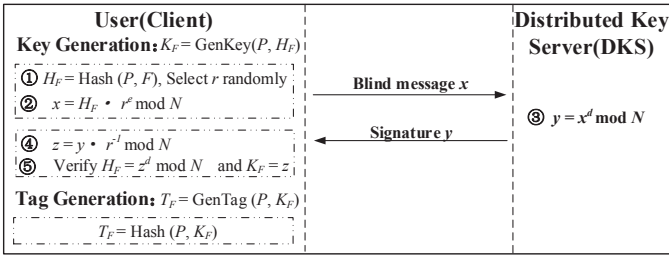 User(Client)
Key Generation: K_F = GenKey(P, H_F)
① H_F = Hash (P, F), Select r randomly
② x = H_F • r^e mod N
④ z = y • r^-1 mod N
⑤ Verify H_F = z^d mod N and K_F = z
Tag Generation: T_F = GenTag (P, K_F)
T_F = Hash (P, K_F)
Blind message x
Signature y
Distributed Key
Server(DKS)
③ y = x^d mod N